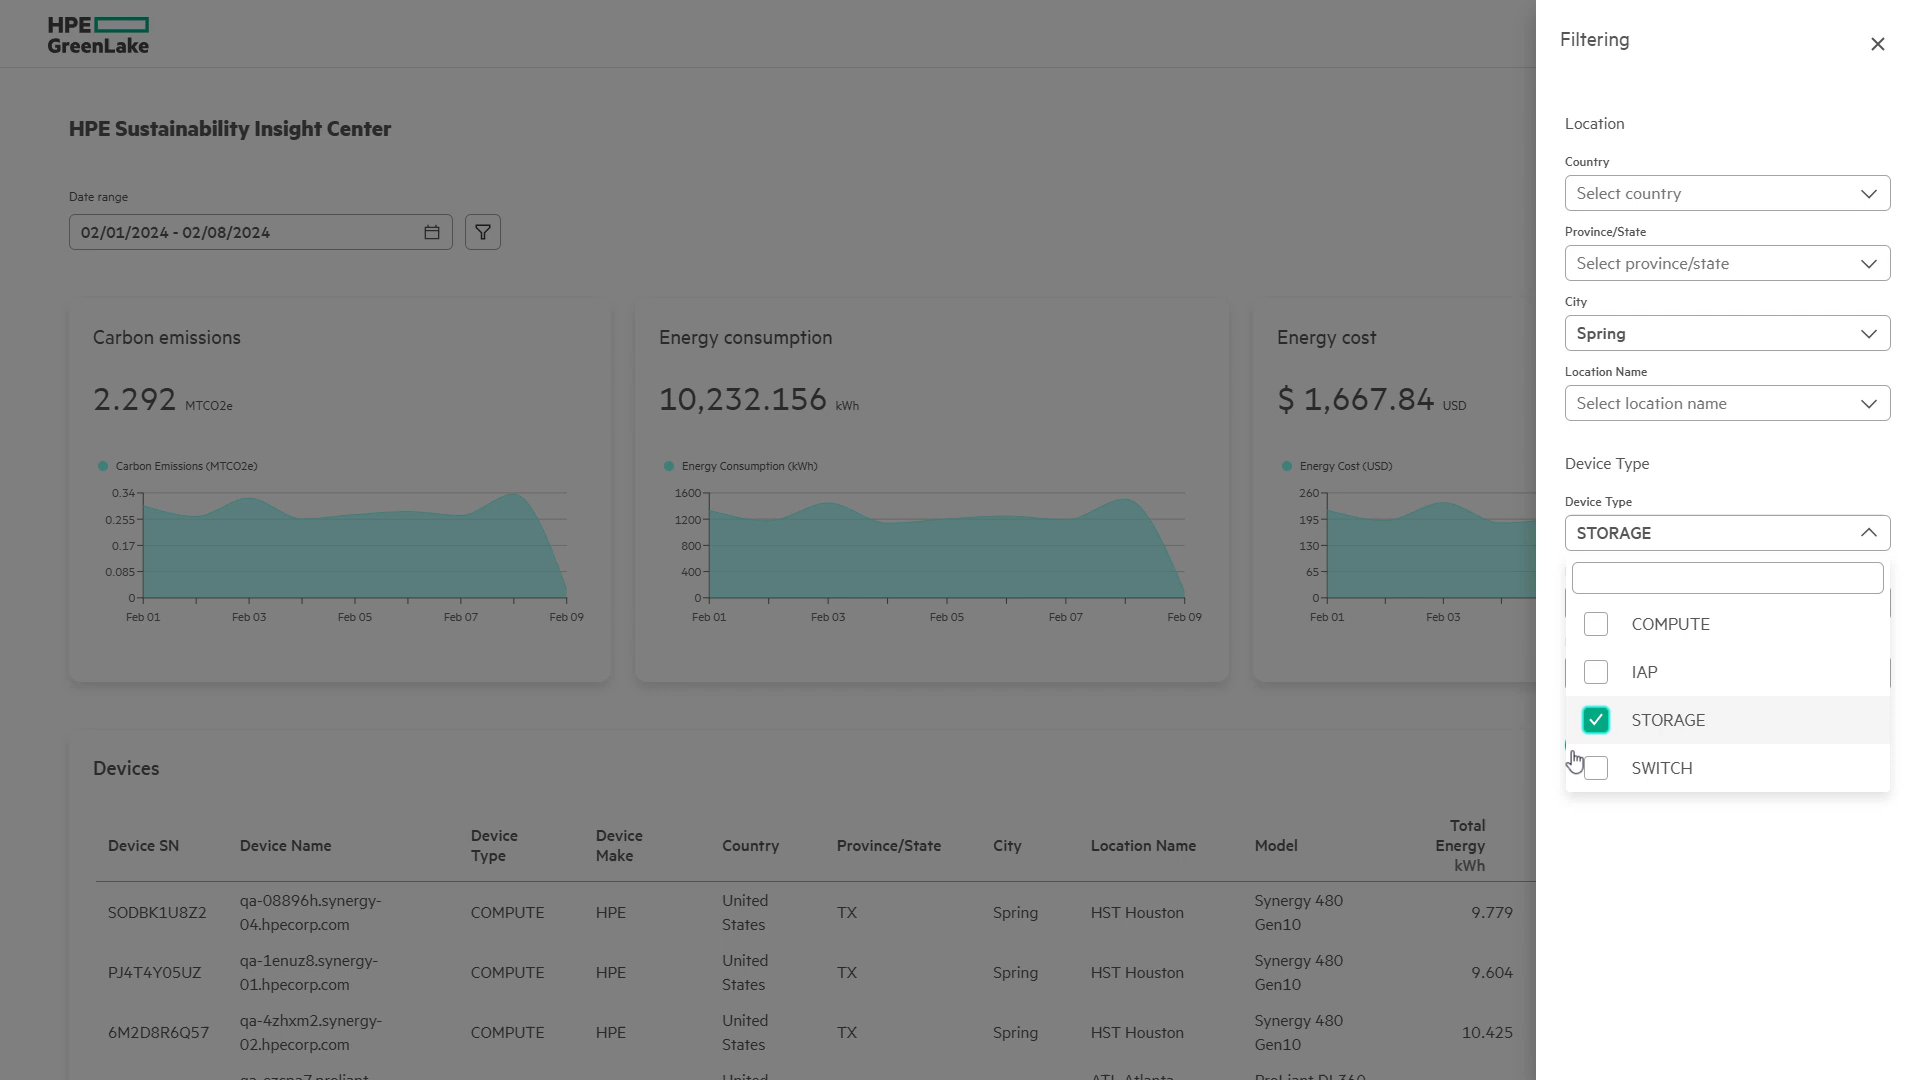 HPE
GreenLake
HPE Sustainability Insight Center
Date range
02/01/2024 - 02/08/2024
Carbon emissions
2.292 MTCO2e
Carbon Emissions (MTCO2e)
0.34
0.255
0.17
0.085
0
Feb 01 Feb 03 Feb 05 Feb 07 Feb 09
Energy consumption
10,232.156 kWh
Energy Consumption (kWh)
1600
1200
800
400
0
Feb 01 Feb 03 Feb 05 Feb 07 Feb 09
Energy cost
$ 1,667.84 USD
Energy Cost (USD)
260
195
130
65
0
Feb 01 Feb 03
Devices
Device SN Device Name Device Type Device Make Country Province/State City Location Name Model Total Energy kWh
SODBK1U8Z2 qa-08896h.synergy-04.hpecorp.com COMPUTE HPE United States TX Spring HST Houston Synergy 480 Gen10 9.779
PJ4T4Y05UZ qa-1enuz8.synergy-01.hpecorp.com COMPUTE HPE United States TX Spring HST Houston Synergy 480 Gen10 9.604
6M2D8R6Q57 qa-4zhxm2.synergy-02.hpecorp.com COMPUTE HPE United States TX Spring HST Houston Synergy 480 Gen10 10.425
United ATL Atlanta ProLiant DL360
Filtering
Location
Country
Select country
Province/State
Select province/state
City
Spring
Location Name
Select location name
Device Type
Device Type
STORAGE
COMPUTE
IAP
STORAGE
SWITCH